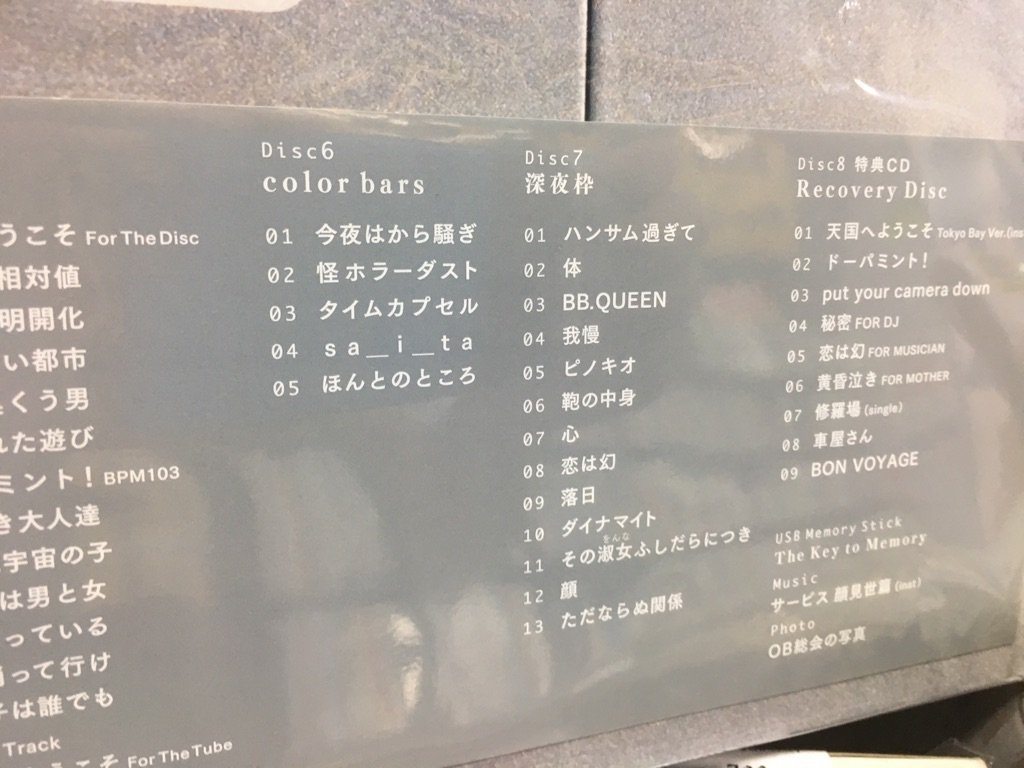 うこそ For The Disc
相対値
明開化
い都市
くう男
れた遊び
ミント! BPM103
き大人達
宇宙の子
は男と女
っている
って行け
は誰でも
Track
うこそ For The Tube
Disc6
color bars
01 今夜はから騒ぎ
02 怪ホラーダスト
03 タイムカプセル
04 sa_i_ta
05 ほんとのところ
Disc7
深夜枠
01 ハンサム過ぎて
02 体
03 BB.QUEEN
04 我慢
05 ピノキオ
06 鞄の中身
07 心
08 恋は幻
09 落日
10 ダイナマイト
をんな
11 その淑女ふしだらにつき
12 顔
13 ただならぬ関係
Disc8 特典CD
Recovery Disc
01 天国へようこそ Tokyo Bay Ver.(ins
02 ドーパミント!
03 put your camera down
04 秘密 FOR DJ
05 恋は幻 FOR MUSICIAN
06 黄昏泣き FOR MOTHER
07 修羅場 (single)
08 車屋さん
09 BON VOYAGE
USB Memory Stick
The Key to Memory
Music
サービス 顔見世篇 (inst)
Photo
OB総会の写真